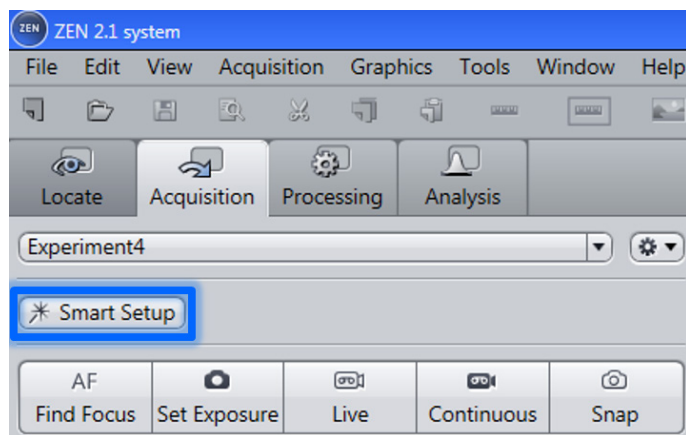 ZEN ZEN 2.1 system
File Edit View Acquisition Graphics Tools Window Help
Locate Acquisition Processing Analysis
Experiment4
Smart Setup
AF
Find Focus Set Exposure Live Continuous Snap